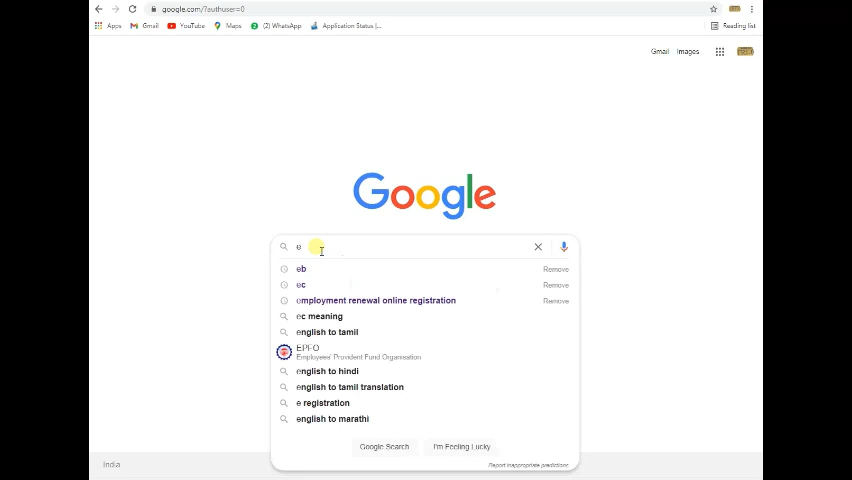 google.com/?authuser=0
Apps Gmail YouTube Maps (2) WhatsApp Application Status |... Reading list
Gmail Images
Google
e
eb Remove
ec Remove
employment renewal online registration Remove
ec meaning
english to tamil
EPFO
Employees' Provident Fund Organisation
english to hindi
english to tamil translation
e registration
english to marathi
Google Search I'm Feeling Lucky
Report inappropriate predictions
India